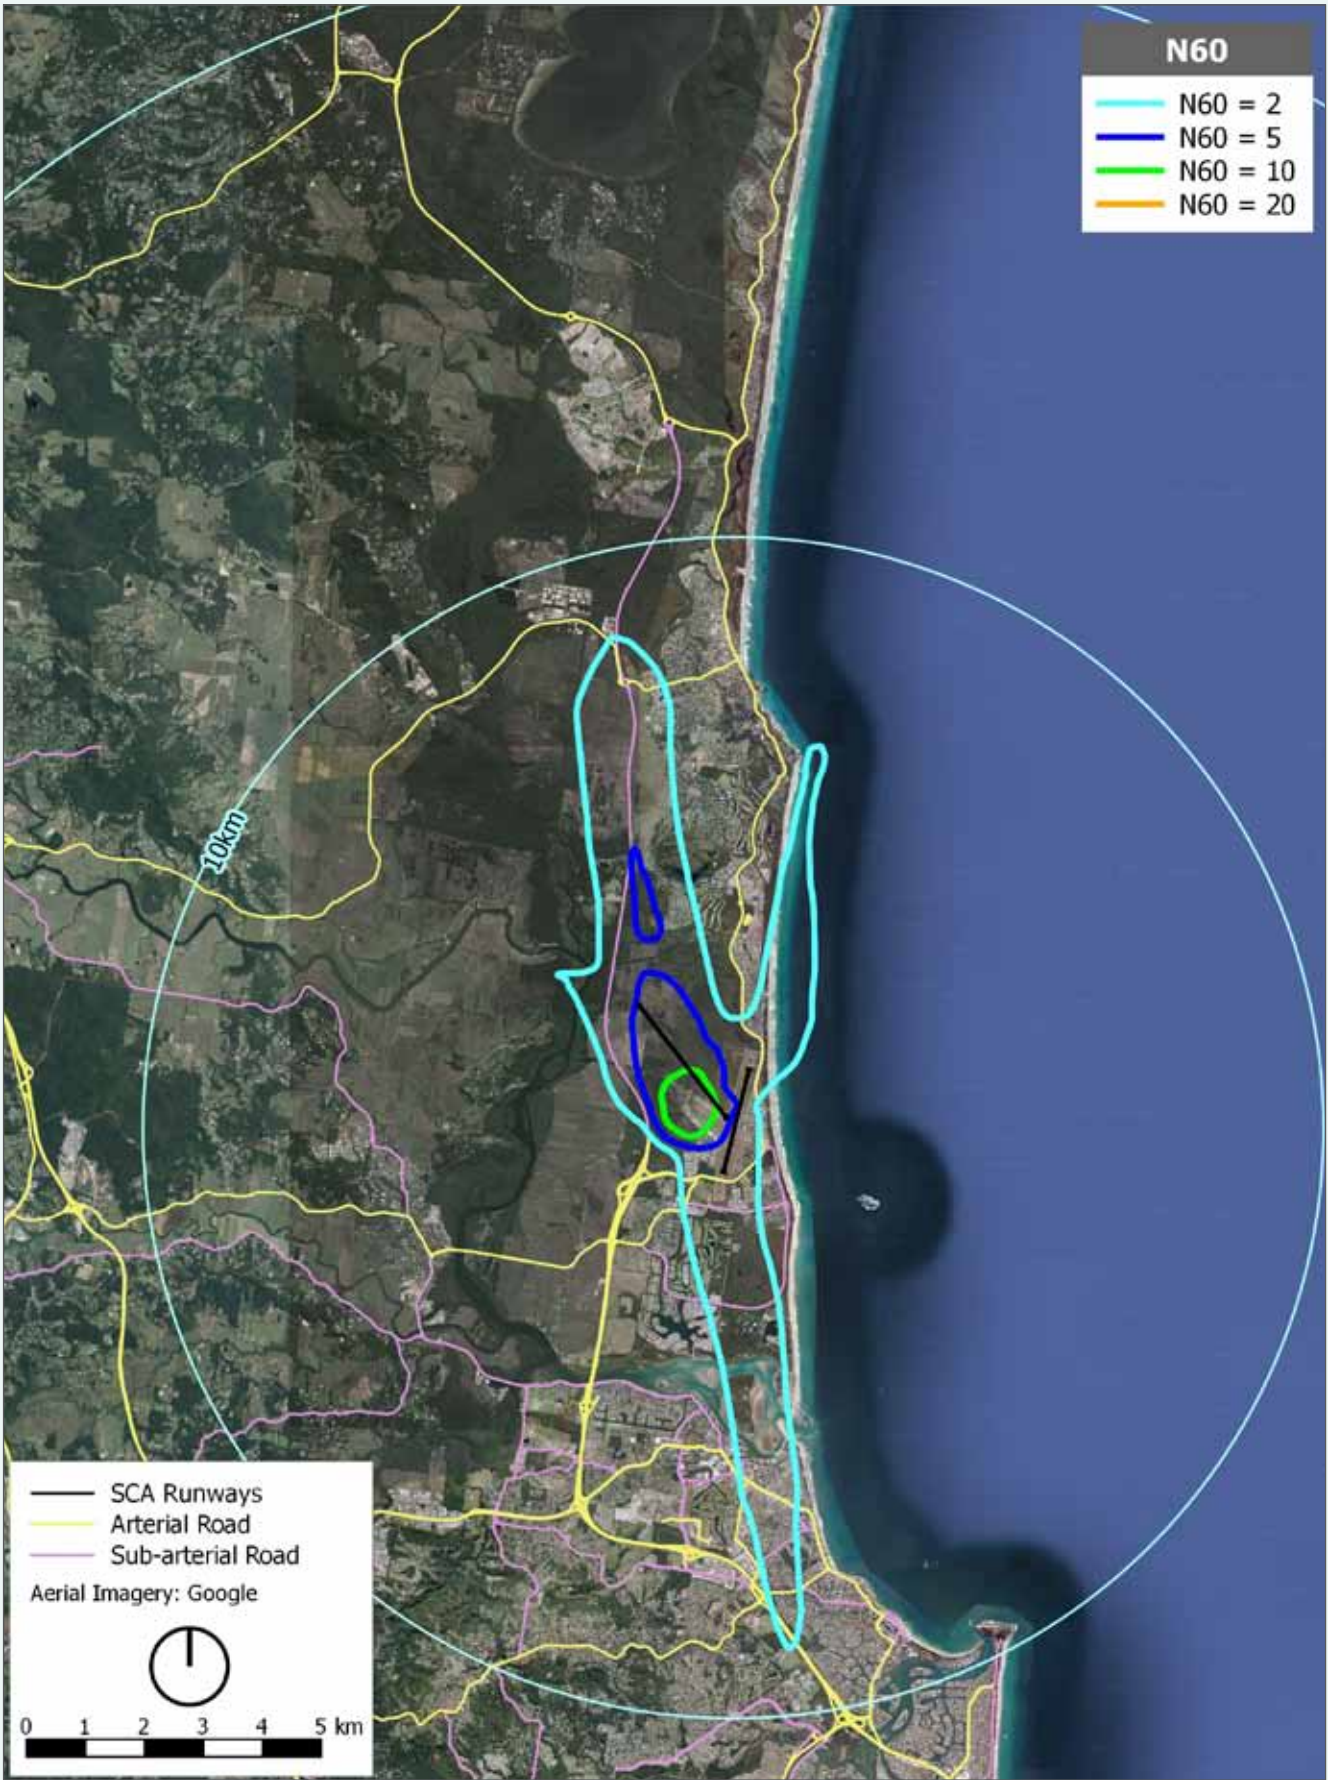 N60
N60 = 2
N60 = 5
N60 = 10
N60 = 20
10km
SCA Runways
Arterial Road
Sub-arterial Road
Aerial Imagery: Google
0 1 2 3 4 5 km